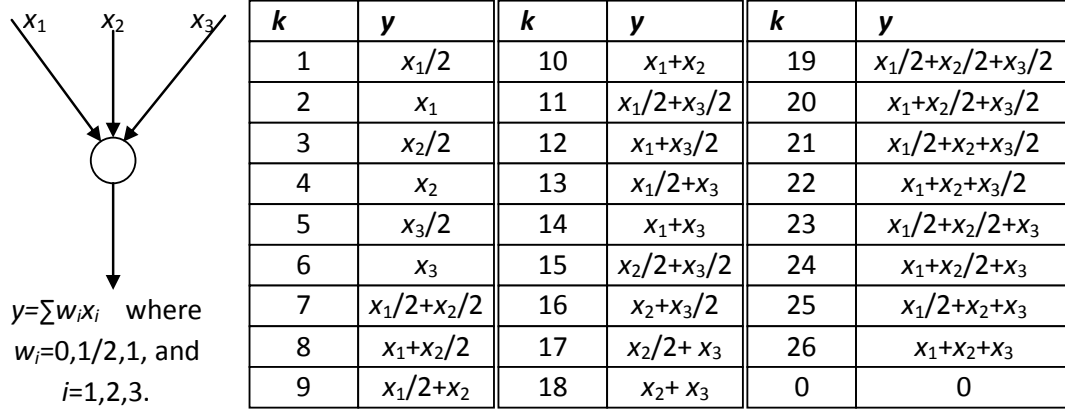 x₁ x₂ x₃
y=∑wᵢxᵢ where
wᵢ=0,1/2,1, and
i=1,2,3.
k y k y k y
1 x₁/2 10 x₁+x₂ 19 x₁/2+x₂/2+x₃/2
2 x₁ 11 x₁/2+x₃/2 20 x₁+x₂/2+x₃/2
3 x₂/2 12 x₁+x₃/2 21 x₁/2+x₂+x₃/2
4 x₂ 13 x₁/2+x₃ 22 x₁+x₂+x₃/2
5 x₃/2 14 x₁+x₃ 23 x₁/2+x₂/2+x₃
6 x₃ 15 x₂/2+x₃/2 24 x₁+x₂/2+x₃
7 x₁/2+x₂/2 16 x₂+x₃/2 25 x₁/2+x₂+x₃
8 x₁+x₂/2 17 x₂/2+ x₃ 26 x₁+x₂+x₃
9 x₁/2+x₂ 18 x₂+ x₃ 0 0